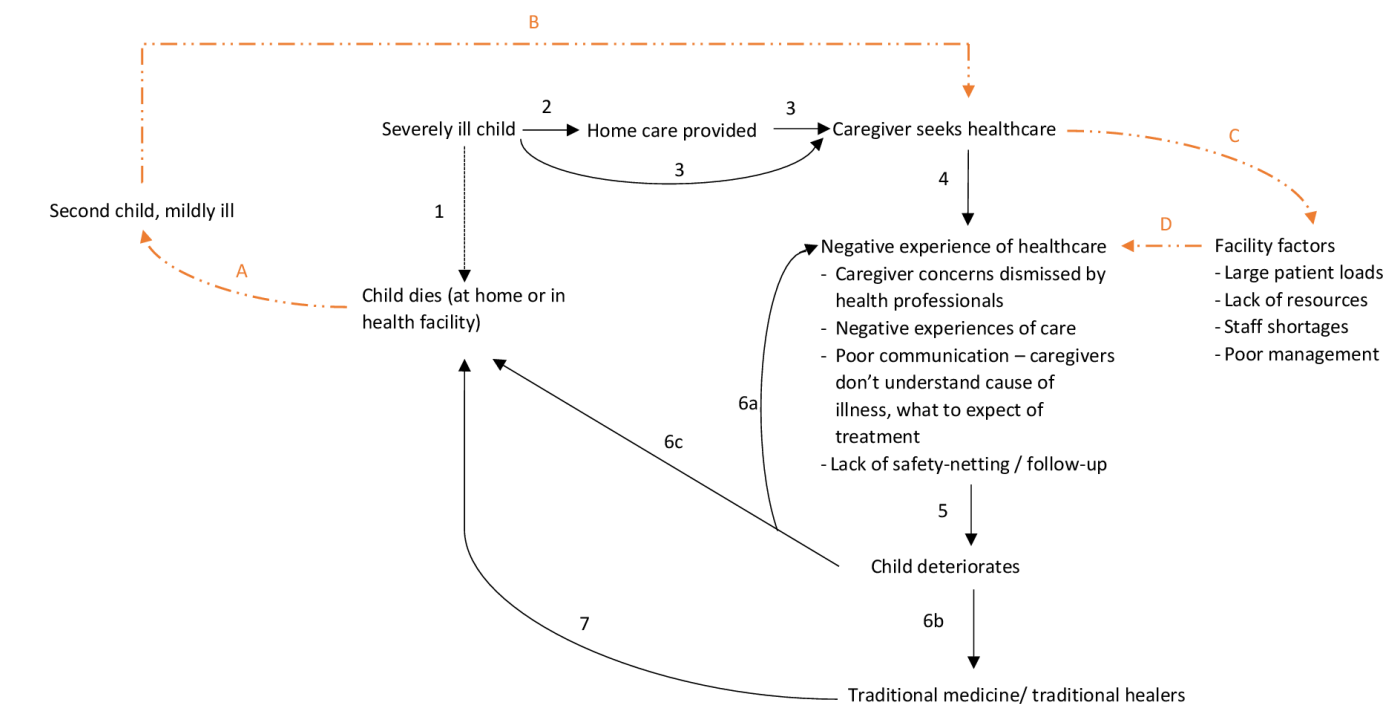 B
2
3
Severely ill child
Home care provided
Caregiver seeks healthcare
C
3
4
Second child, mildly ill
1
D
A
Negative experience of healthcare
- Caregiver concerns dismissed by
health professionals
- Negative experiences of care
- Poor communication – caregivers
don’t understand cause of
illness, what to expect of
treatment
- Lack of safety-netting / follow-up
Facility factors
- Large patient loads
- Lack of resources
- Staff shortages
- Poor management
Child dies (at home or in
health facility)
6a
6c
5
Child deteriorates
6b
7
Traditional medicine/ traditional healers